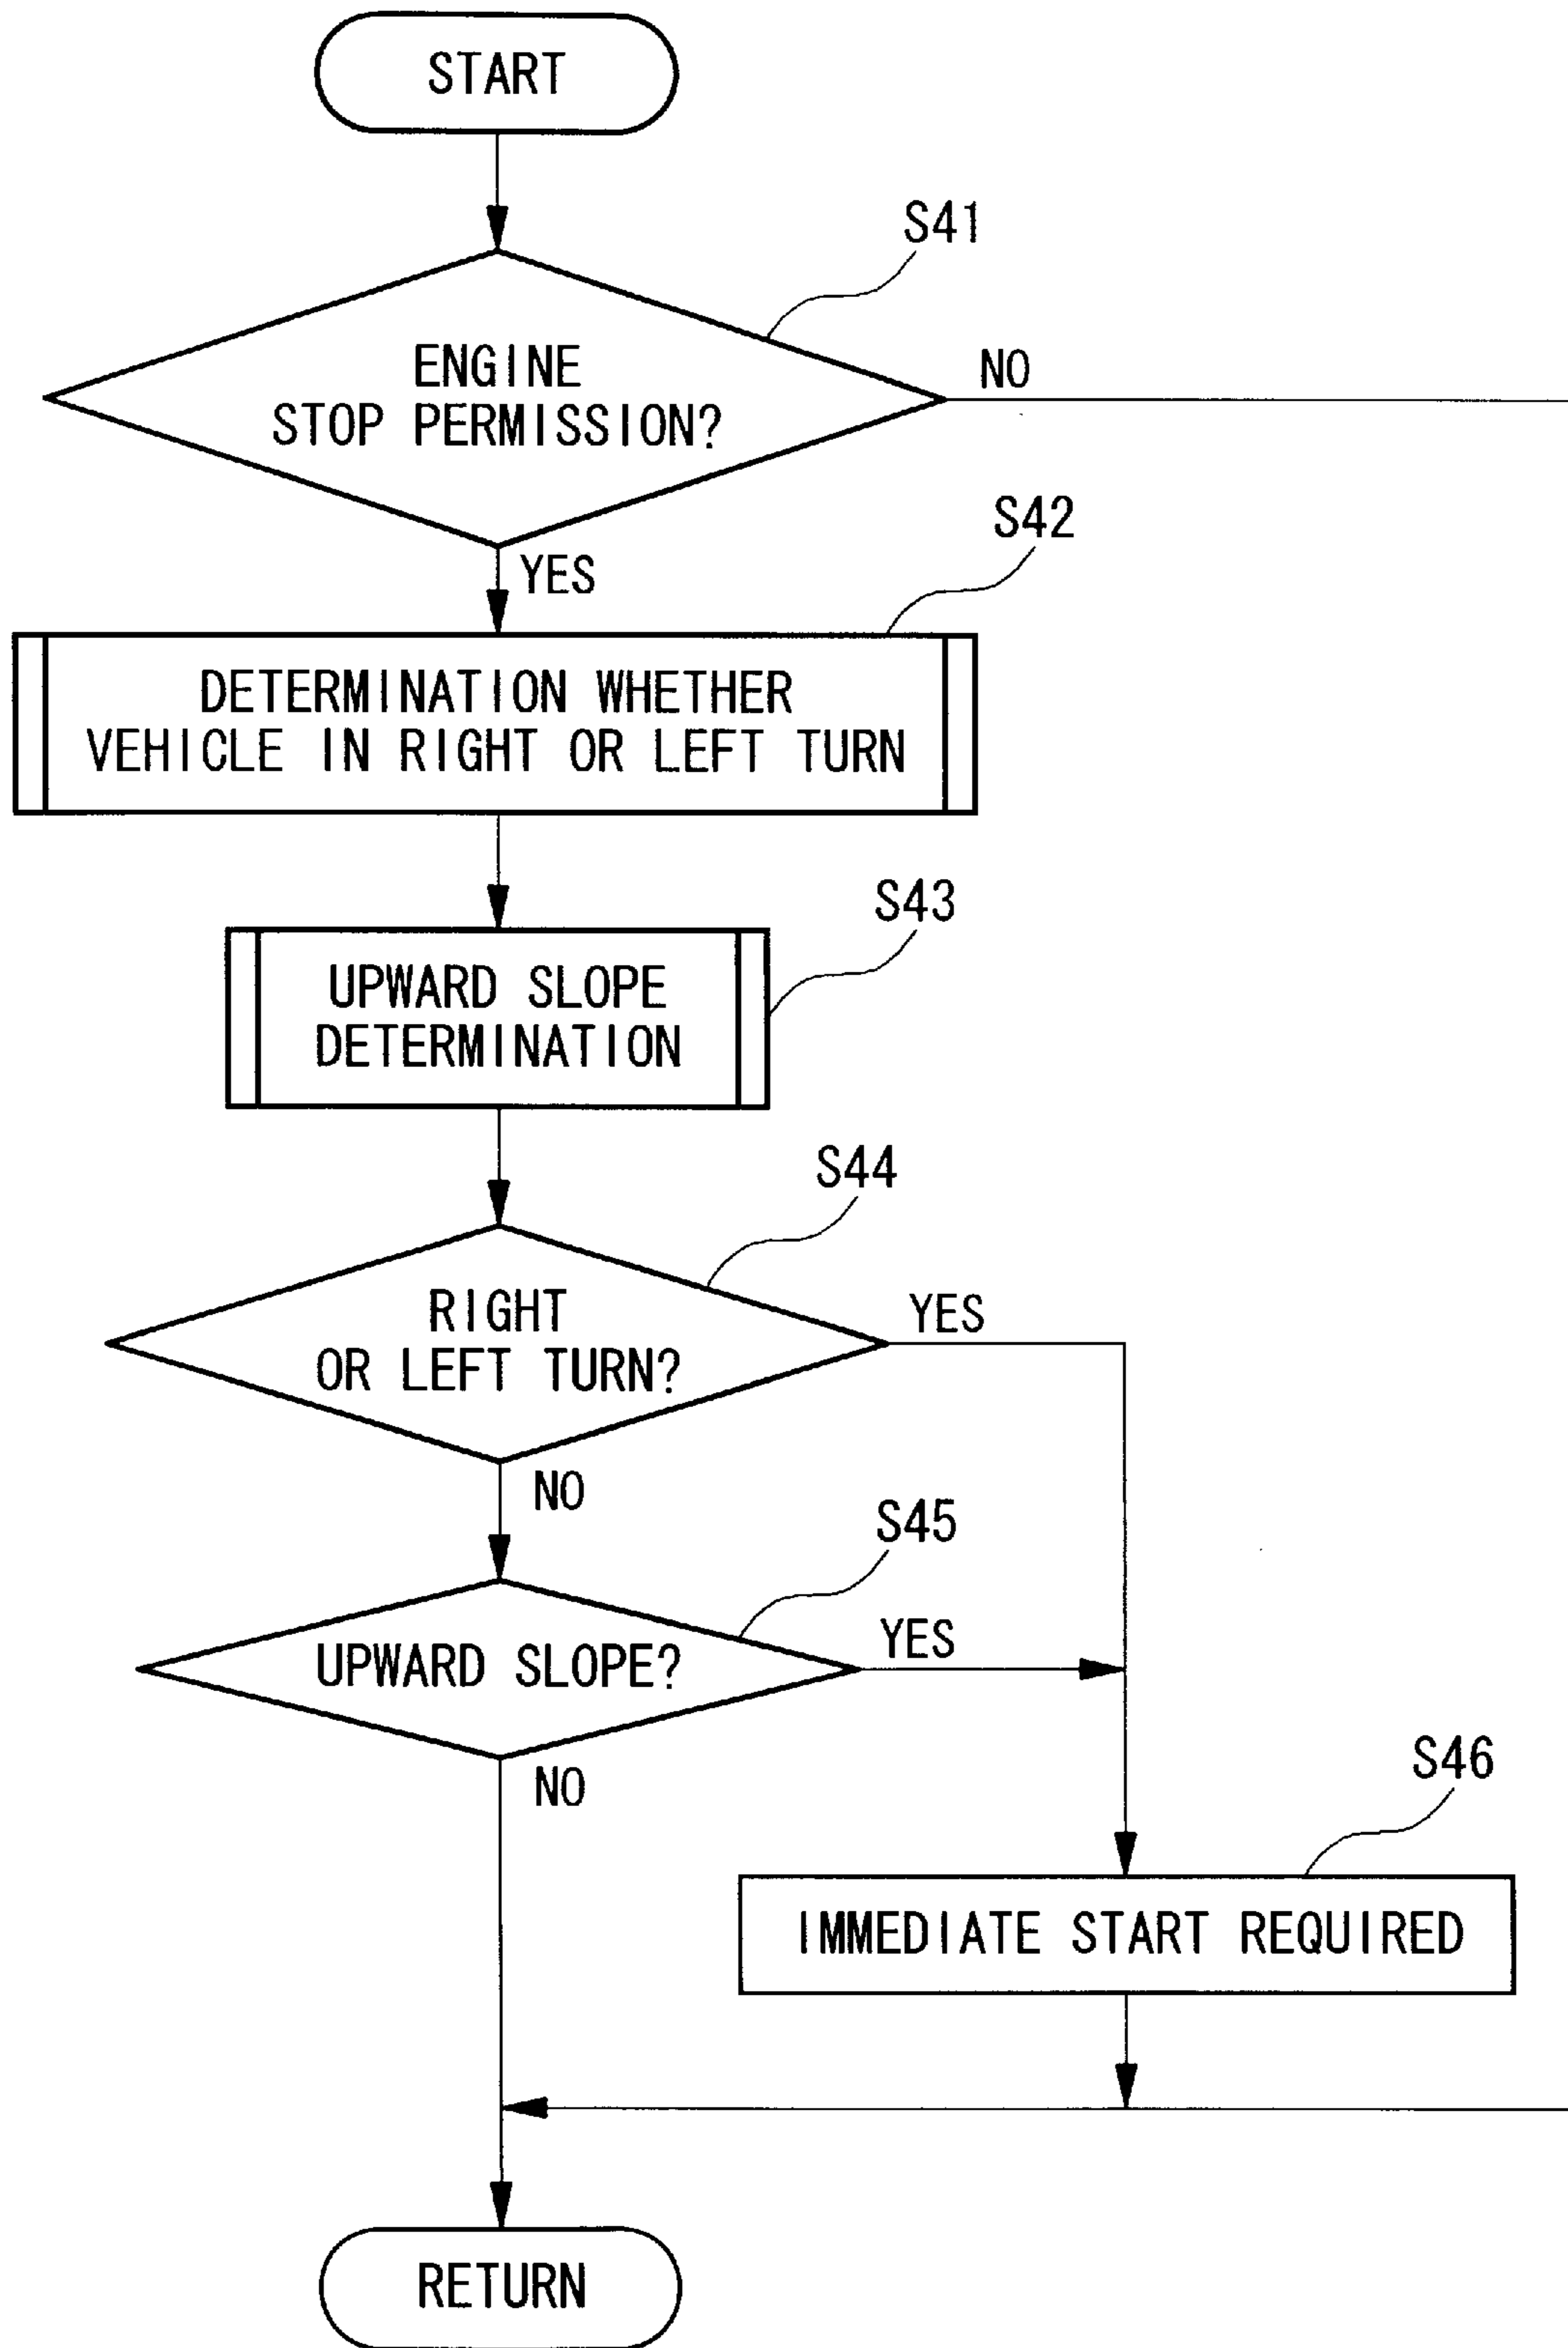 START
S41
ENGINE
STOP PERMISSION?
NO
YES
S42
DETERMINATION WHETHER
VEHICLE IN RIGHT OR LEFT TURN
S43
UPWARD SLOPE
DETERMINATION
S44
RIGHT
OR LEFT TURN?
YES
NO
S45
UPWARD SLOPE?
YES
NO
S46
IMMEDIATE START REQUIRED
RETURN